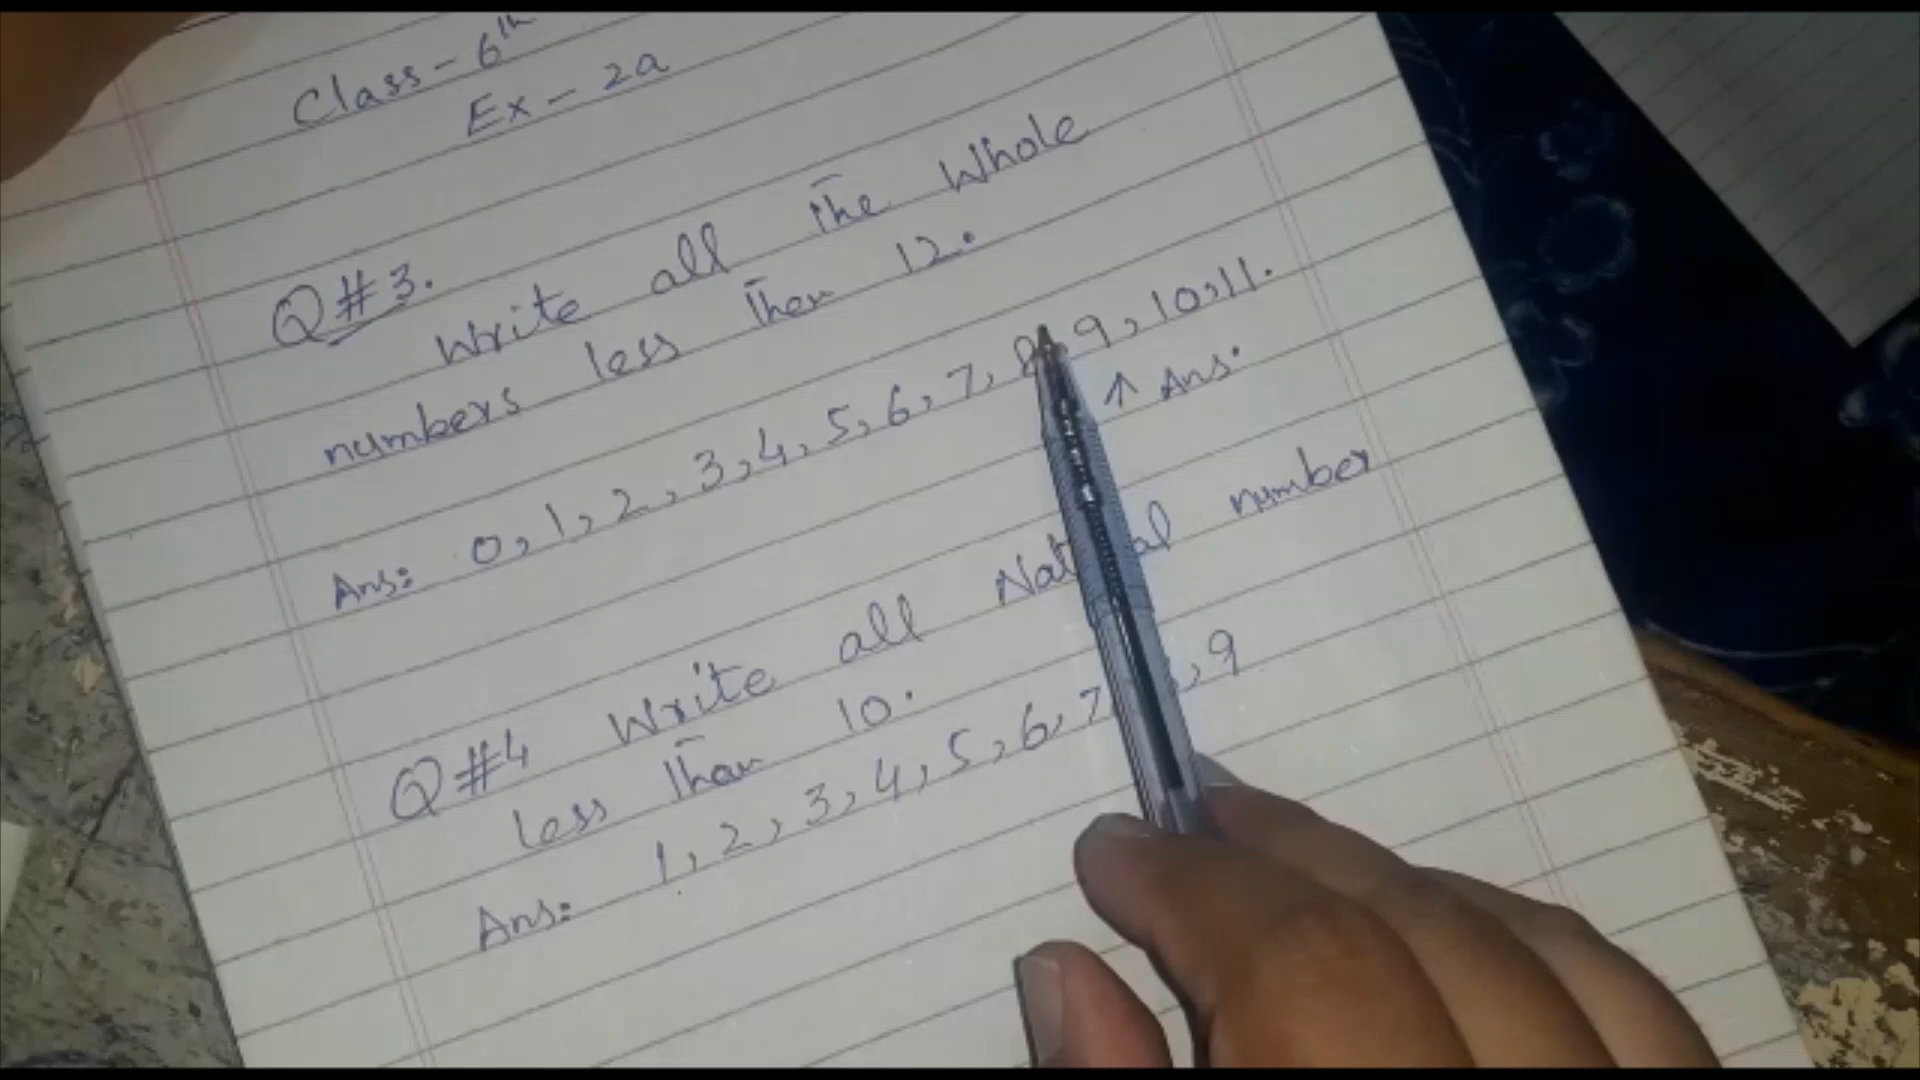 Class - 6th
Ex - 2a
Q#3.
Write all the Whole
numbers less than 12.
Ans: 0, 1, 2, 3, 4, 5, 6, 7, 8, 9, 10, 11.
↑ Ans.
Q#4 Write all number
less than 10.
Ans: 1, 2, 3, 4, 5, 6, 7 , 9